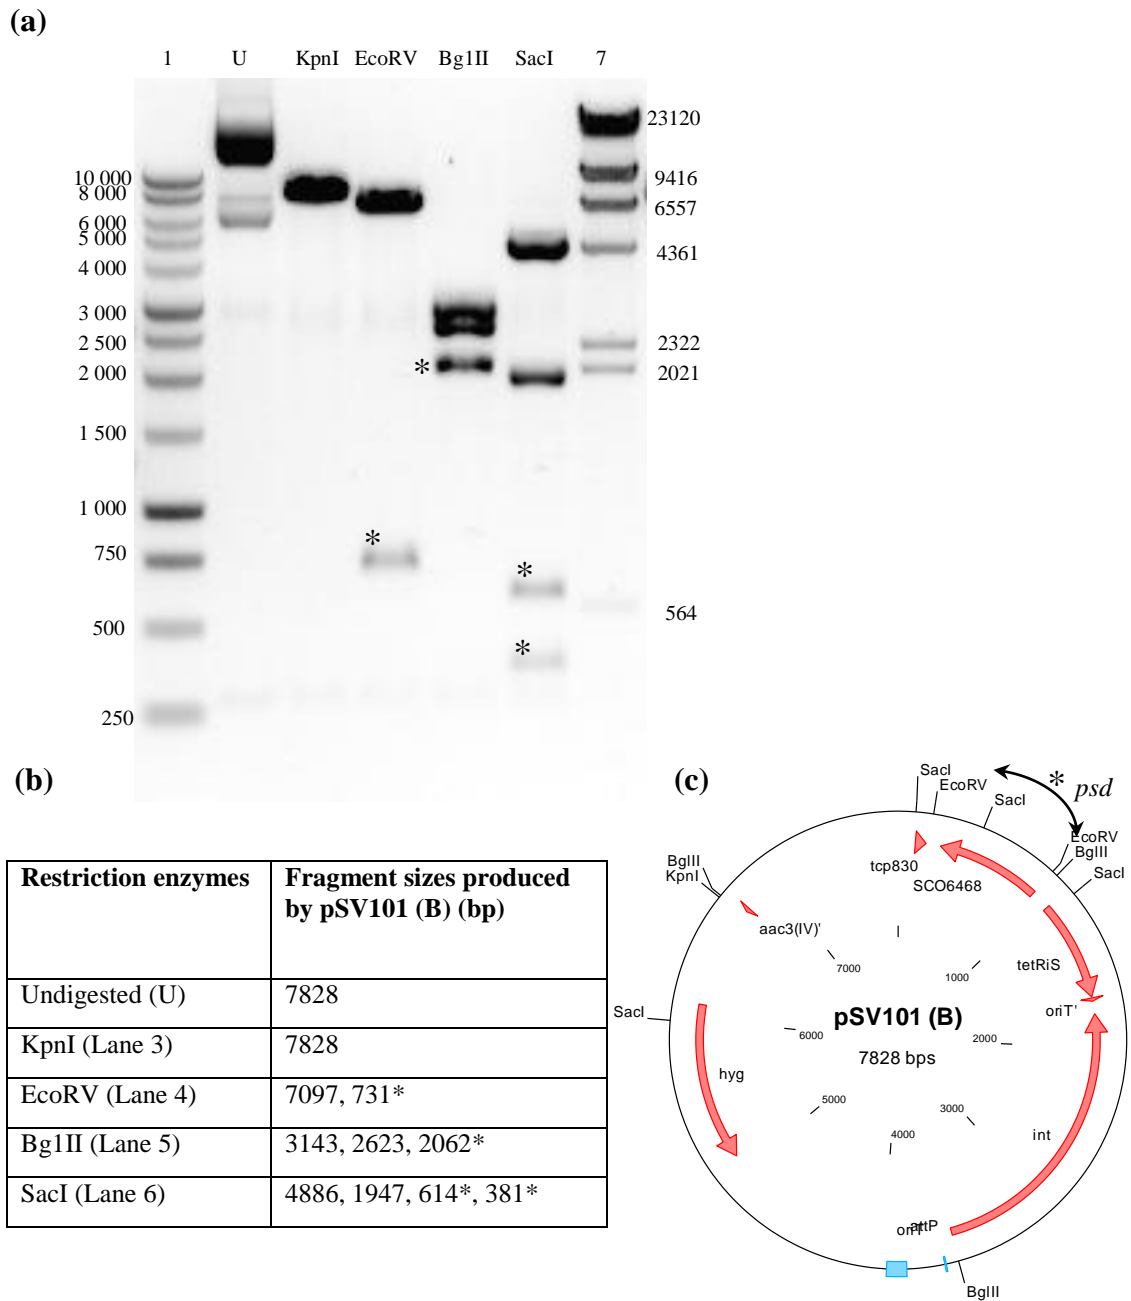 (a)
1 U KpnI EcoRV Bg1II SacI 7
23120
10 000
9416
8 000
6557
6 000
5 000
4361
4 000
3 000
2 500
2322
2 000
2021
*
1 500
1 000
*
750
*
564
500
*
250
(b)
Restriction enzymes Fragment sizes produced
by pSV101 (B) (bp)
Undigested (U) 7828
KpnI (Lane 3) 7828
EcoRV (Lane 4) 7097, 731*
Bg1II (Lane 5) 3143, 2623, 2062*
SacI (Lane 6) 4886, 1947, 614*, 381*
(c)
SacI
EcoRV
* psd
SacI
EcoRV
BglII
SacI
BglII
KpnI
tcp830
SCO6468
aac3(IV)'
7000
1000
tetRiS
oriT'
SacI
pSV101 (B)
6000
2000
7828 bps
hyg
5000
3000
4000
int
oriT
attP
BglII